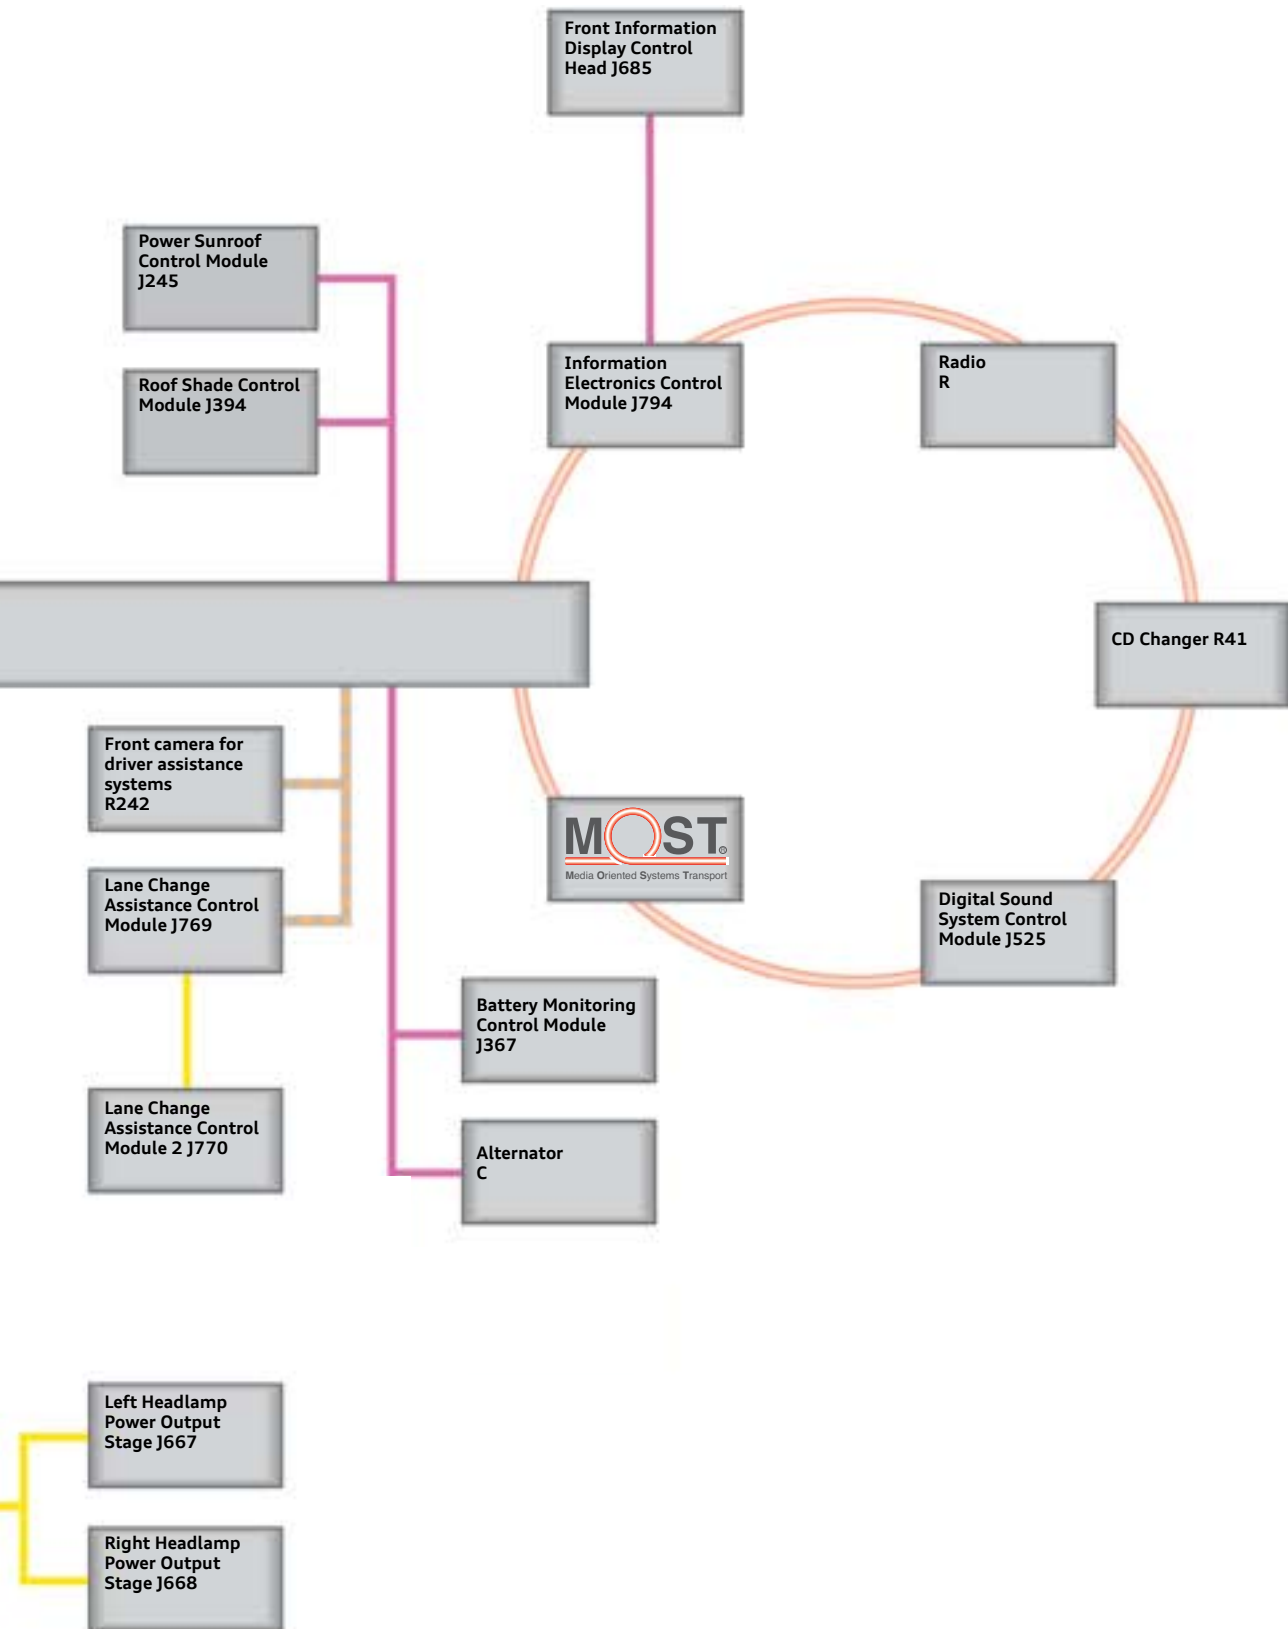 Front Information
Display Control
Head J685
Power Sunroof
Control Module
J245
Roof Shade Control
Module J394
Information
Electronics Control
Module J794
Radio
R
CD Changer R41
Front camera for
driver assistance
systems
R242
Lane Change
Assistance Control
Module J769
MOST®
Media Oriented Systems Transport
Digital Sound
System Control
Module J525
Battery Monitoring
Control Module
J367
Lane Change
Assistance Control
Module 2 J770
Alternator
C
Left Headlamp
Power Output
Stage J667
Right Headlamp
Power Output
Stage J668